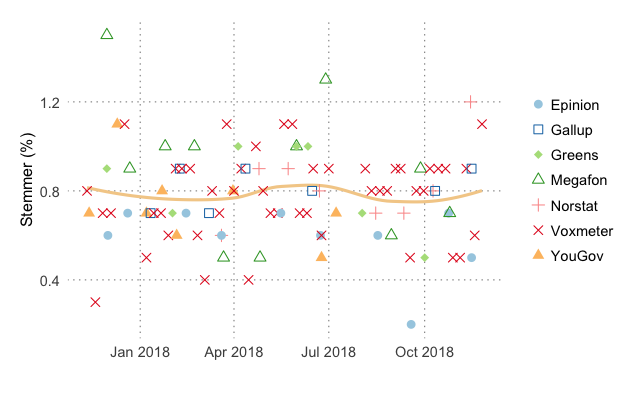 Stemmer (%)
1.2
0.8
0.4
Jan 2018
Apr 2018
Jul 2018
Oct 2018
Epinion
Gallup
Greens
Megafon
Norstat
Voxmeter
YouGov